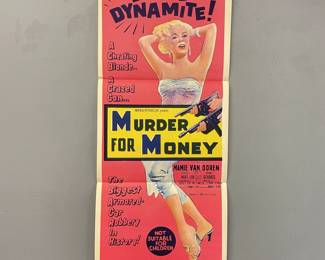 DYNAMITE!
A
Cheating
Blonde..
A
Crazed
Gun...
MURDER
FOR MONEY
MAMIE VAN DOREN
The
Biggest
Armored-
Car
Robbery
In
History!
NOT
SUITABLE FOR
CHILDREN